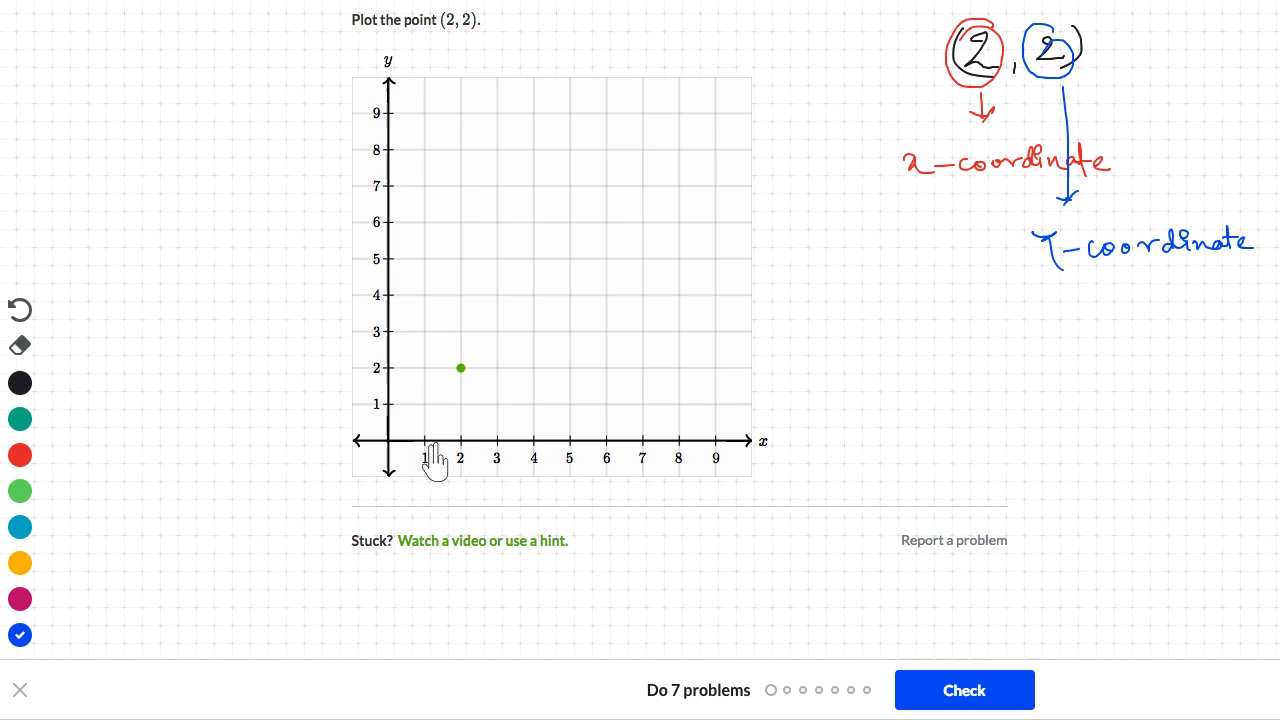 Plot the point (2, 2).
(2, 2)
y
9
8
7
6
5
4
3
2
1
x
1 2 3 4 5 6 7 8 9
x-coordinate
Y-coordinate
Stuck? Watch a video or use a hint.
Report a problem
Do 7 problems
Check